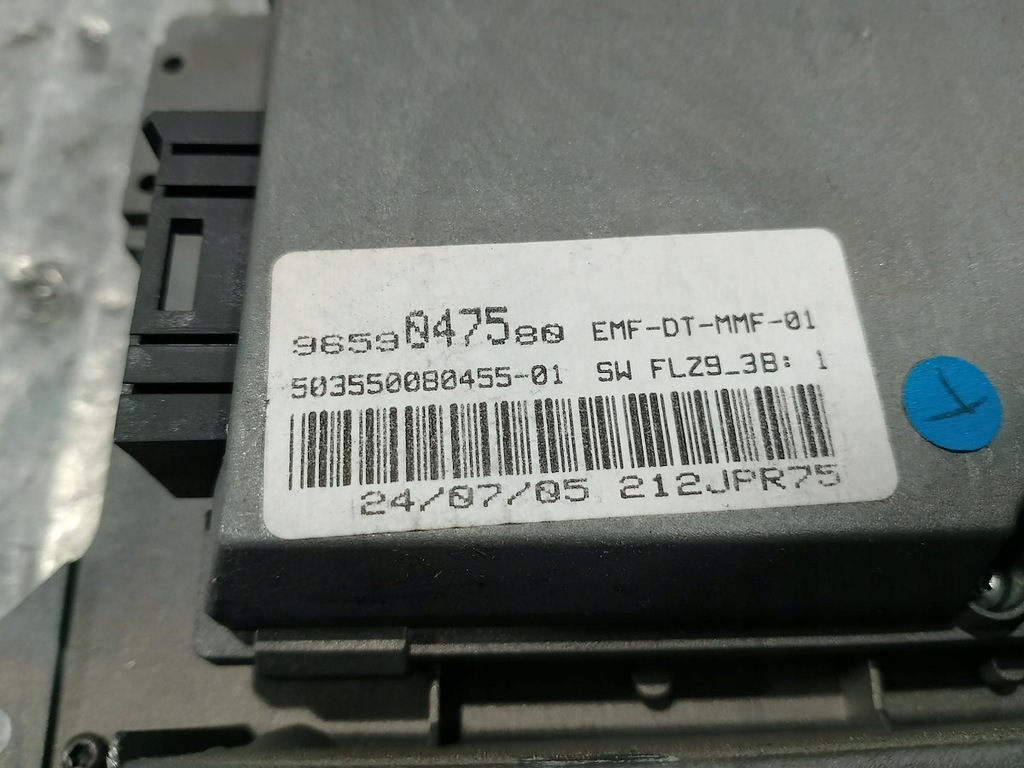 9659047580 EMF-DT-MMF-01
503550080455-01 SW FLZ9_3B: 1
24/07/05 212JPR75
T